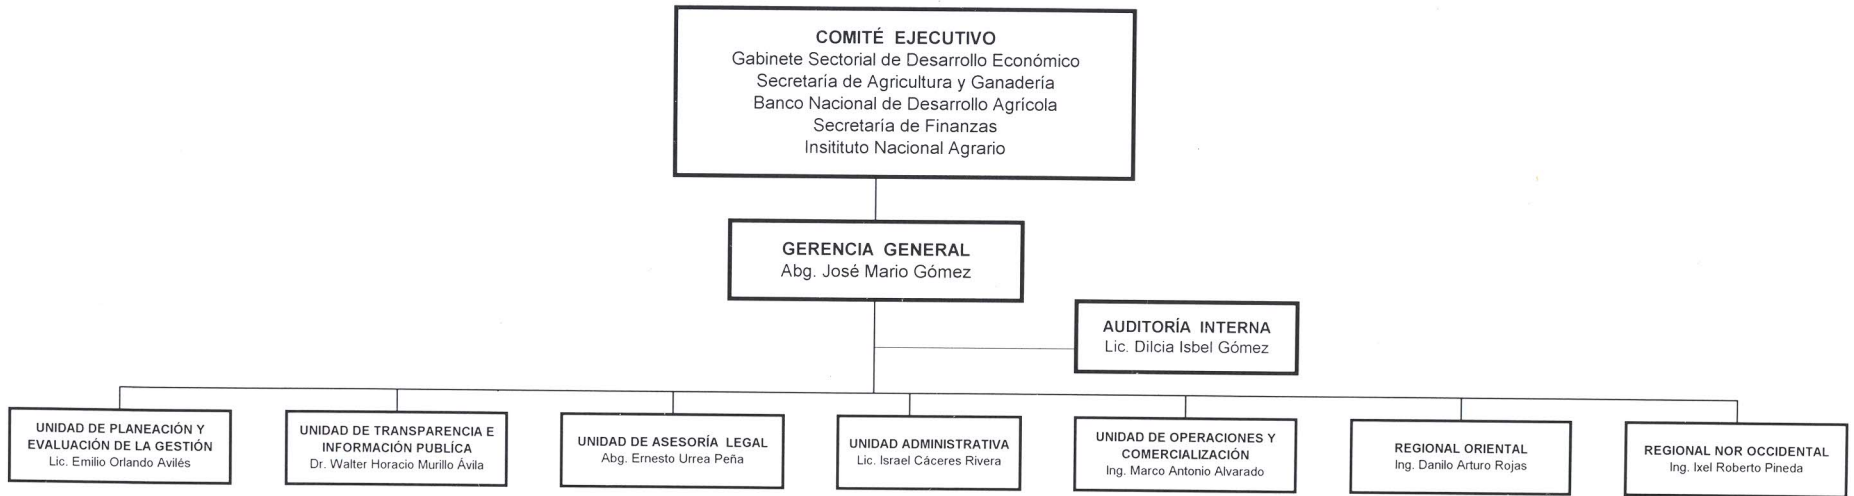 COMITÉ EJECUTIVO
Gabinete Sectorial de Desarrollo Económico
Secretaría de Agricultura y Ganadería
Banco Nacional de Desarrollo Agrícola
Secretaría de Finanzas
Insitituto Nacional Agrario
GERENCIA GENERAL
Abg. José Mario Gómez
AUDITORÍA INTERNA
Lic. Dilcia Isbel Gómez
UNIDAD DE PLANEACIÓN Y
EVALUACIÓN DE LA GESTIÓN
Lic. Emilio Orlando Avilés
UNIDAD DE TRANSPARENCIA E
INFORMACIÓN PUBLÍCA
Dr. Walter Horacio Murillo Ávila
UNIDAD DE ASESORÍA LEGAL
Abg. Ernesto Urrea Peña
UNIDAD ADMINISTRATIVA
Lic. Israel Cáceres Rivera
UNIDAD DE OPERACIONES Y
COMERCIALIZACIÓN
Ing. Marco Antonio Alvarado
REGIONAL ORIENTAL
Ing. Danilo Arturo Rojas
REGIONAL NOR OCCIDENTAL
Ing. Ixel Roberto Pineda